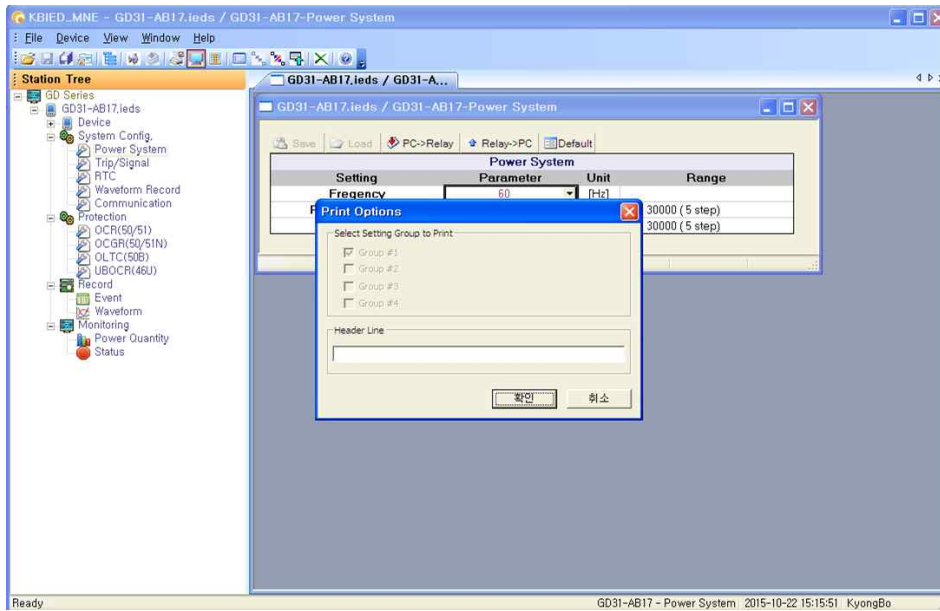 KBIED_MNE - GD31-AB17.ieds / GD31-AB17-Power System
File Device View Window Help
Station Tree
GD Series
GD31-AB17.ieds
Device
System Config.
Power System
Trip/Signal
RTC
Waveform Record
Communication
Protection
OCR(50/51)
OCGR(50/51N)
OLTC(50B)
UBOCR(46U)
Record
Event
Waveform
Monitoring
Power Quantity
Status
GD31-AB17.ieds / GD31-A...
GD31-AB17.ieds / GD31-AB17-Power System
Save Load PC->Relay Relay->PC Default
Power System
Setting Parameter Unit Range
Freqency 60 [Hz]
30000 ( 5 step)
30000 ( 5 step)
Print Options
Select Setting Group to Print
Group #1
Group #2
Group #3
Group #4
Header Line
확인 취소
Ready
GD31-AB17 - Power System 2015-10-22 15:15:51 KyongBo